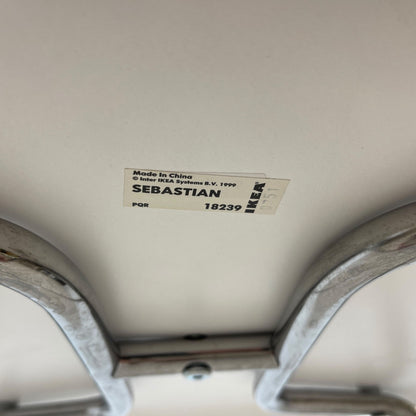 Made in China
© Inter IKEA Systems B.V. 1999
SEBASTIAN
PQR 18239
IKEA